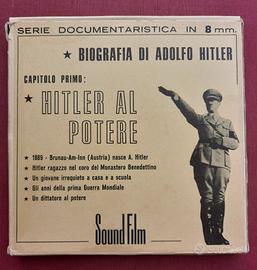 SERIE DOCUMENTARISTICA IN 8 mm.
★ BIOGRAFIA DI ADOLFO HITLER
CAPITOLO PRIMO:
★ HITLER AL
POTERE
★ 1889 - Brunau-Am-Inn (Austria) nasce A. Hitler
★ Hitler ragazzo nel coro del Monastero Benedettino
★ Un giovane irrequieto a casa e a scuola
★ Gli anni della prima Guerra Mondiale
★ Un dittatore al potere
Sound Film
subito